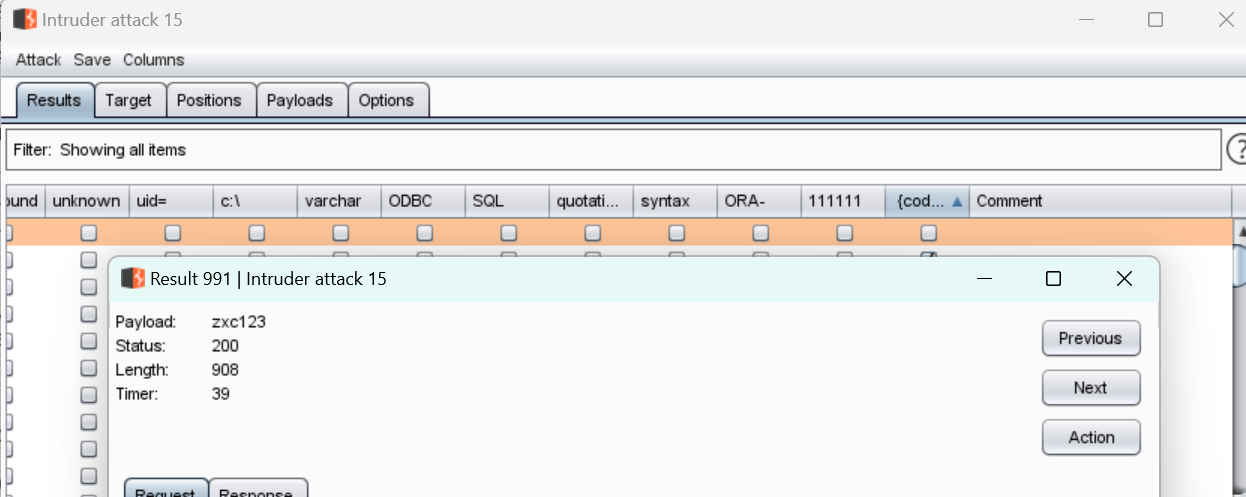 Intruder attack 15
Attack Save Columns
Results Target Positions Payloads Options
Filter: Showing all items
ound unknown uid= c:\ varchar ODBC SQL quotati... syntax ORA- 111111 {cod... Comment
Result 991 | Intruder attack 15
Payload: zxc123
Status: 200
Length: 908
Timer: 39
Previous
Next
Action
Request Response